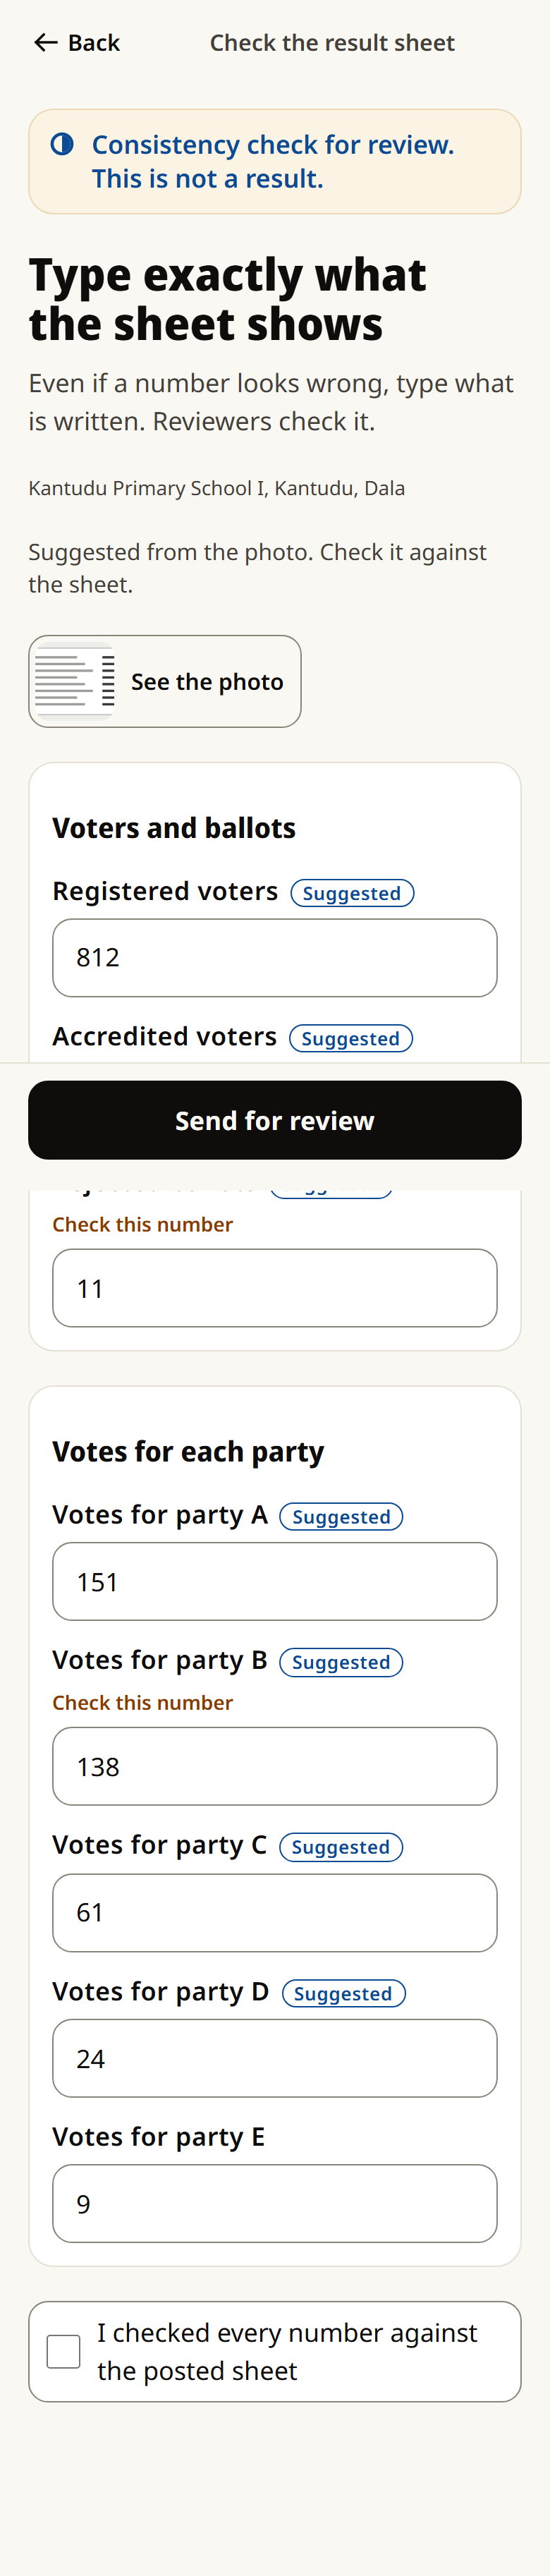 Back
Check the result sheet
Consistency check for review.
This is not a result.
Type exactly what
the sheet shows
Even if a number looks wrong, type what
is written. Reviewers check it.
Kantudu Primary School I, Kantudu, Dala
Suggested from the photo. Check it against
the sheet.
See the photo
Voters and ballots
Registered voters Suggested
812
Accredited voters Suggested
Send for review
Check this number
11
Votes for each party
Votes for party A Suggested
151
Votes for party B Suggested
Check this number
138
Votes for party C Suggested
61
Votes for party D Suggested
24
Votes for party E
9
I checked every number against
the posted sheet